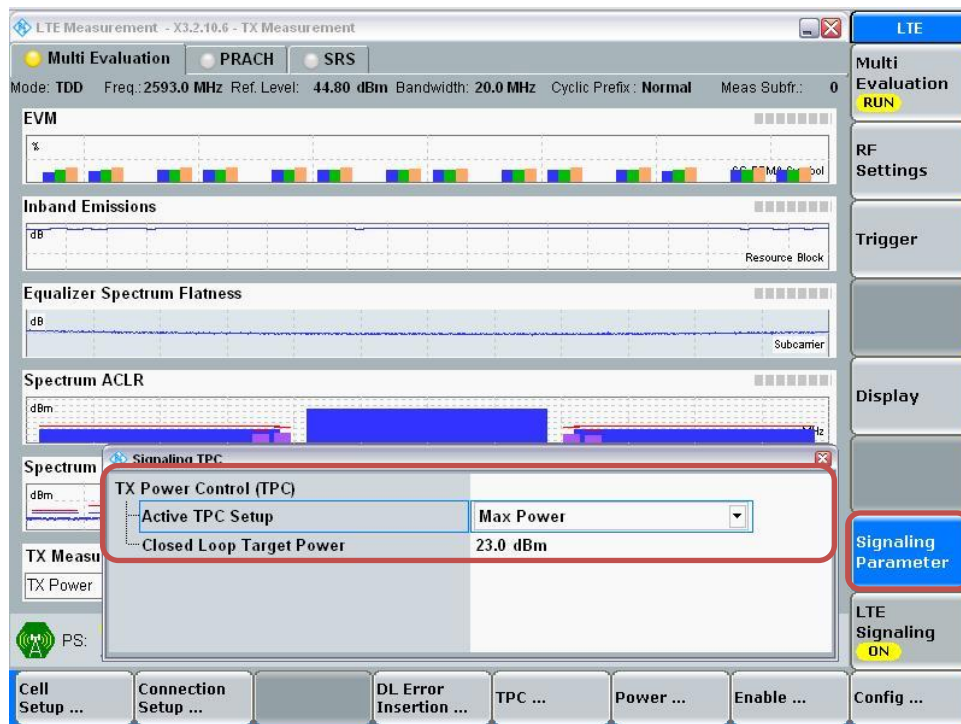 LTE Measurement - X3.2.10.6 - TX Measurement
LTE
Multi Evaluation
PRACH
SRS
Mode: TDD Freq.: 2593.0 MHz Ref. Level: 44.80 dBm Bandwidth: 20.0 MHz Cyclic Prefix : Normal Meas Subfr.: 0
Multi
Evaluation
RUN
EVM
%
Inband Emissions
dB
Resource Block
Equalizer Spectrum Flatness
dB
Subcarrier
Spectrum ACLR
dBm
Spectrum
dBm
TX Measu
TX Power
PS:
Signaling TPC
TX Power Control (TPC)
Active TPC Setup Max Power
Closed Loop Target Power 23.0 dBm
RF
Settings
Trigger
Display
Signaling
Parameter
LTE
Signaling
ON
Cell
Setup ...
Connection
Setup ...
DL Error
Insertion ...
TPC ...
Power ...
Enable ...
Config ...